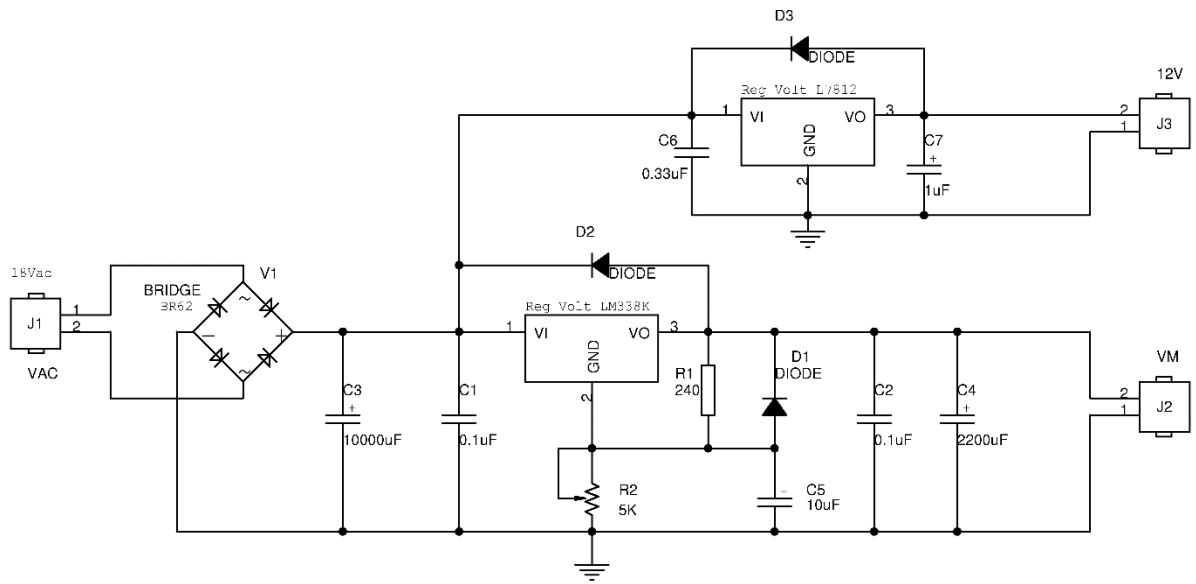 D3
DIODE
12V
Reg Volt L7812
1
VI
VO
3
2
1
J3
GND
C6
0.33uF
2
C7
+
1uF
D2
DIODE
18Vac
V1
BRIDGE
BR62
~
Reg Volt LM338K
J1
1
2
VAC
−
+
~
1
VI
VO
3
GND
2
R1
240
D1
DIODE
VM
2
1
J2
C3
+
10000uF
C1
0.1uF
C2
0.1uF
C4
+
2200uF
R2
5K
-
C5
10uF